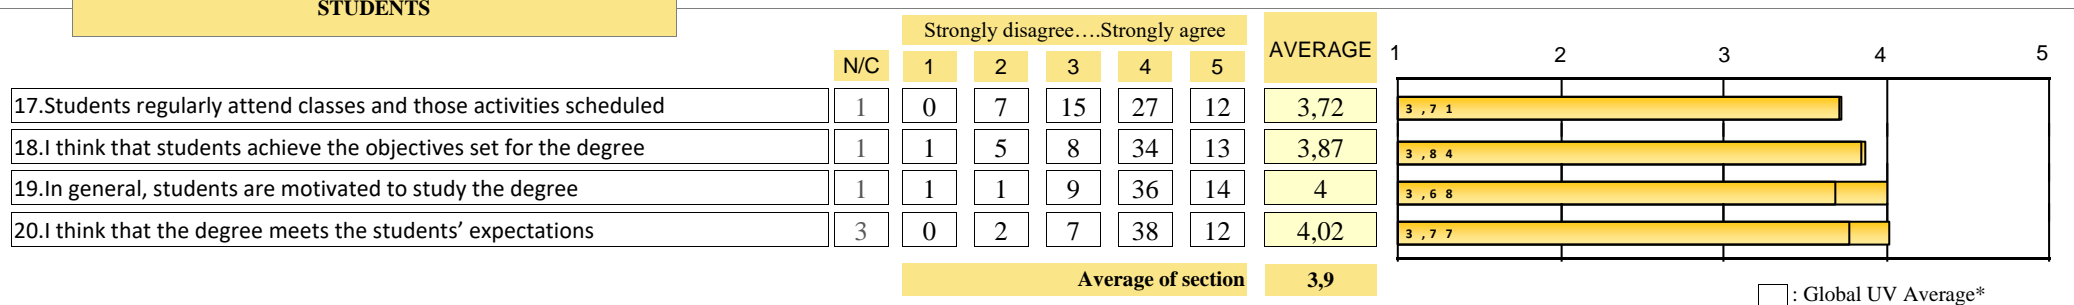 STUDENTS
Strongly disagree….Strongly agree
AVERAGE
1 2 3 4 5
N/C 1 2 3 4 5
17.Students regularly attend classes and those activities scheduled 1 0 7 15 27 12 3,72 3,71
18.I think that students achieve the objectives set for the degree 1 1 5 8 34 13 3,87 3,84
19.In general, students are motivated to study the degree 1 1 1 9 36 14 4 3,68
20.I think that the degree meets the students’ expectations 3 0 2 7 38 12 4,02 3,77
Average of section 3,9
: Global UV Average*